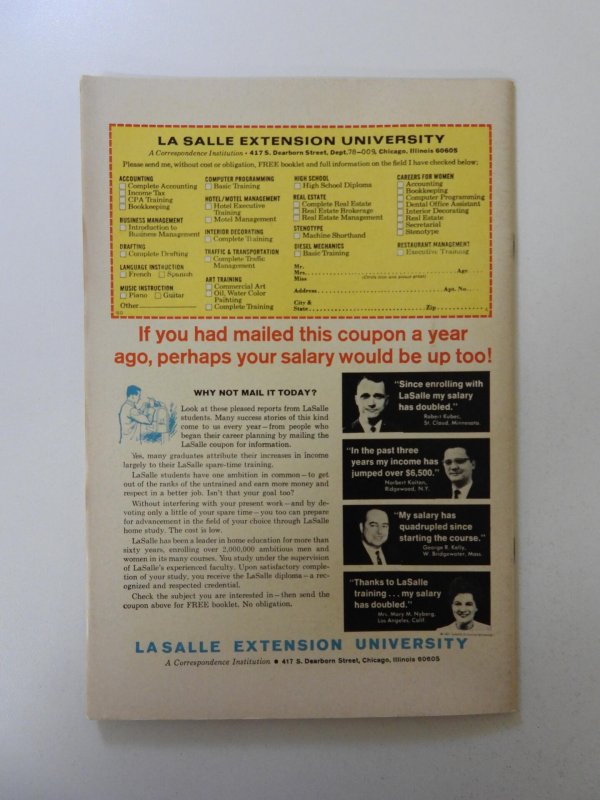 LA SALLE EXTENSION UNIVERSITY
A Correspondence Institution • 417 S. Dearborn Street, Dept. 78-009, Chicago, Illinois 60605
Please send me, without cost or obligation, FREE booklet and full information on the field I have checked below:
ACCOUNTING
Complete Accounting
Income Tax
CPA Training
Bookkeeping
BUSINESS MANAGEMENT
Introduction to
Business Management
DRAFTING
Complete Drafting
LANGUAGE INSTRUCTION
French Spanish
MUSIC INSTRUCTION
Piano Guitar
Other
COMPUTER PROGRAMMING
Basic Training
HOTEL/MOTEL MANAGEMENT
Hotel Executive
Training
Motel Management
INTERIOR DECORATING
Complete Training
TRAFFIC & TRANSPORTATION
Complete Traffic
Management
ART TRAINING
Commercial Art
Oil, Water Color
Painting
Complete Training
HIGH SCHOOL
High School Diploma
REAL ESTATE
Complete Real Estate
Real Estate Brokerage
Real Estate Management
STENOTYPE
Machine Shorthand
DIESEL MECHANICS
Basic Training
CAREERS FOR WOMEN
Accounting
Bookkeeping
Computer Programming
Dental Office Assistant
Interior Decorating
Real Estate
Secretarial
Stenotype
RESTAURANT MANAGEMENT
Executive Training
Mr.
Mrs. Age
Miss (Circle one and please print)
Address Apt. No.
City &
State Zip
If you had mailed this coupon a year
ago, perhaps your salary would be up too!
WHY NOT MAIL IT TODAY?
Look at these pleased reports from LaSalle
students. Many success stories of this kind
come to us every year—from people who
began their career planning by mailing the
LaSalle coupon for information.
Yes, many graduates attribute their increases in income
largely to their LaSalle spare-time training.
LaSalle students have one ambition in common—to get
out of the ranks of the untrained and earn more money and
respect in a better job. Isn't that your goal too?
Without interfering with your present work—and by de-
voting only a little of your spare time—you too can prepare
for advancement in the field of your choice through LaSalle
home study. The cost is low.
LaSalle has been a leader in home education for more than
sixty years, enrolling over 2,000,000 ambitious men and
women in its many courses. You study under the supervision
of LaSalle's experienced faculty. Upon satisfactory comple-
tion of your study, you receive the LaSalle diploma—a rec-
ognized and respected credential.
Check the subject you are interested in—then send the
coupon above for FREE booklet. No obligation.
"Since enrolling with
LaSalle my salary
has doubled."
Robert Kubec,
St. Cloud, Minnesota
"In the past three
years my income has
jumped over $6,500."
Norbert Kolten,
Ridgewood, N.Y.
"My salary has
quadrupled since
starting the course."
George R. Kelly,
W. Bridgewater, Mass.
"Thanks to LaSalle
training . . . my salary
has doubled."
Mrs. Mary M. Nyberg,
Los Angeles, Calif.
LA SALLE EXTENSION UNIVERSITY
A Correspondence Institution • 417 S. Dearborn Street, Chicago, Illinois 60605